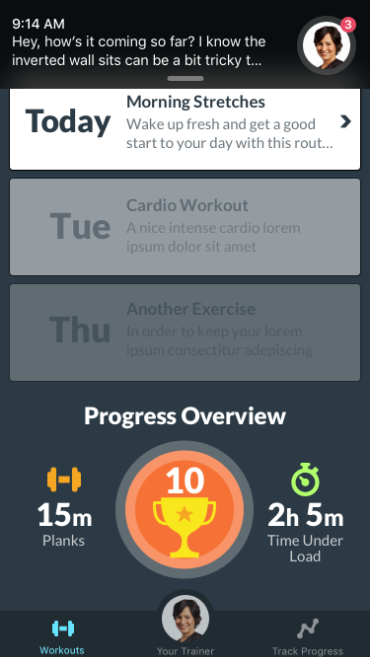 9:14 AM
3
Hey, how's it coming so far? I know the
inverted wall sits can be a bit tricky t...
Today
Morning Stretches
Wake up fresh and get a good
start to your day with this rout...
Tue
Cardio Workout
A nice intense cardio lorem
ipsum dolor sit amet
Thu
Another Exercise
In order to keep your lorem
ipsum consectitur adepiscing
Progress Overview
10
15m
Planks
2h 5m
Time Under
Load
Workouts
Your Trainer
Track Progress